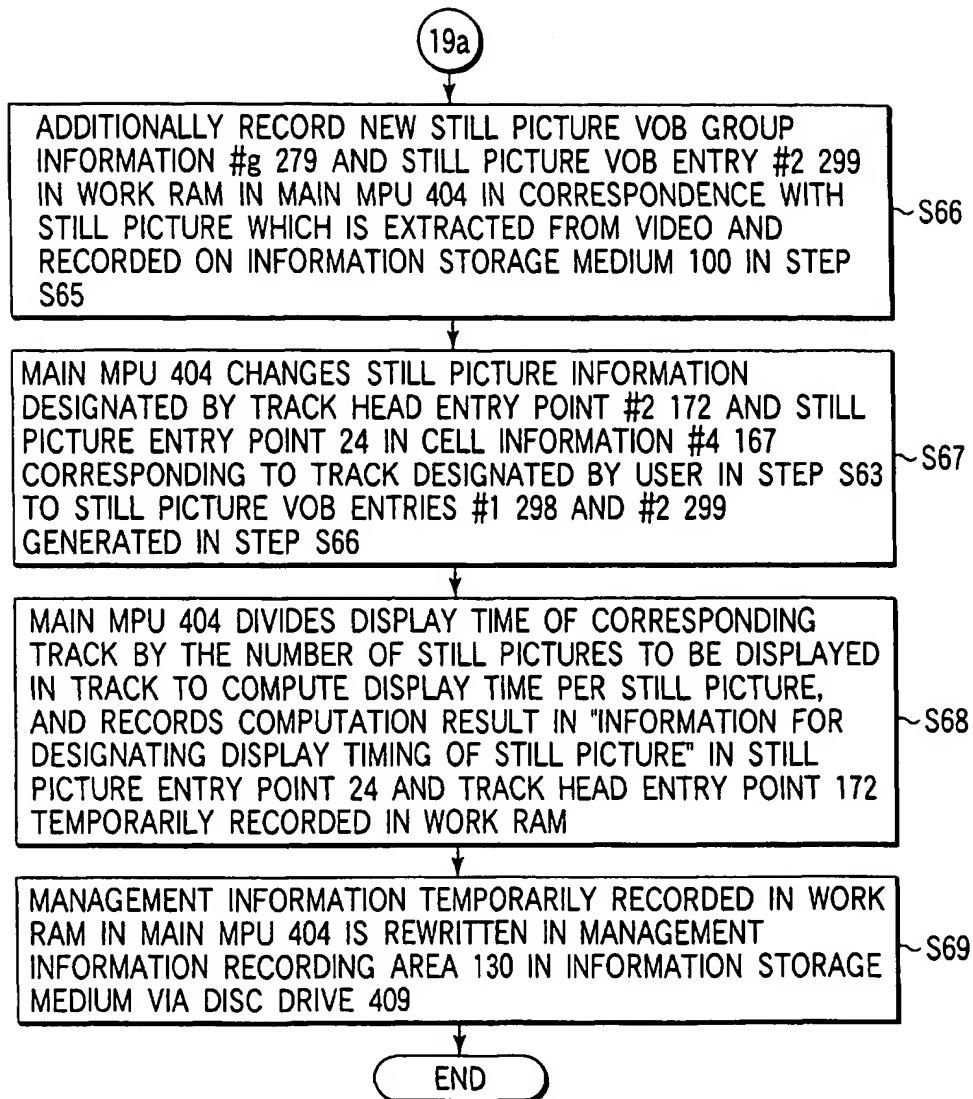 19a
ADDITIONALLY RECORD NEW STILL PICTURE VOB GROUP
INFORMATION #g 279 AND STILL PICTURE VOB ENTRY #2 299
IN WORK RAM IN MAIN MPU 404 IN CORRESPONDENCE WITH
STILL PICTURE WHICH IS EXTRACTED FROM VIDEO AND
RECORDED ON INFORMATION STORAGE MEDIUM 100 IN STEP
S65
S66
MAIN MPU 404 CHANGES STILL PICTURE INFORMATION
DESIGNATED BY TRACK HEAD ENTRY POINT #2 172 AND STILL
PICTURE ENTRY POINT 24 IN CELL INFORMATION #4 167
CORRESPONDING TO TRACK DESIGNATED BY USER IN STEP S63
TO STILL PICTURE VOB ENTRIES #1 298 AND #2 299
GENERATED IN STEP S66
S67
MAIN MPU 404 DIVIDES DISPLAY TIME OF CORRESPONDING
TRACK BY THE NUMBER OF STILL PICTURES TO BE DISPLAYED
IN TRACK TO COMPUTE DISPLAY TIME PER STILL PICTURE,
AND RECORDS COMPUTATION RESULT IN "INFORMATION FOR
DESIGNATING DISPLAY TIMING OF STILL PICTURE" IN STILL
PICTURE ENTRY POINT 24 AND TRACK HEAD ENTRY POINT 172
TEMPORARILY RECORDED IN WORK RAM
S68
MANAGEMENT INFORMATION TEMPORARILY RECORDED IN WORK
RAM IN MAIN MPU 404 IS REWRITTEN IN MANAGEMENT
INFORMATION RECORDING AREA 130 IN INFORMATION STORAGE
MEDIUM VIA DISC DRIVE 409
S69
END